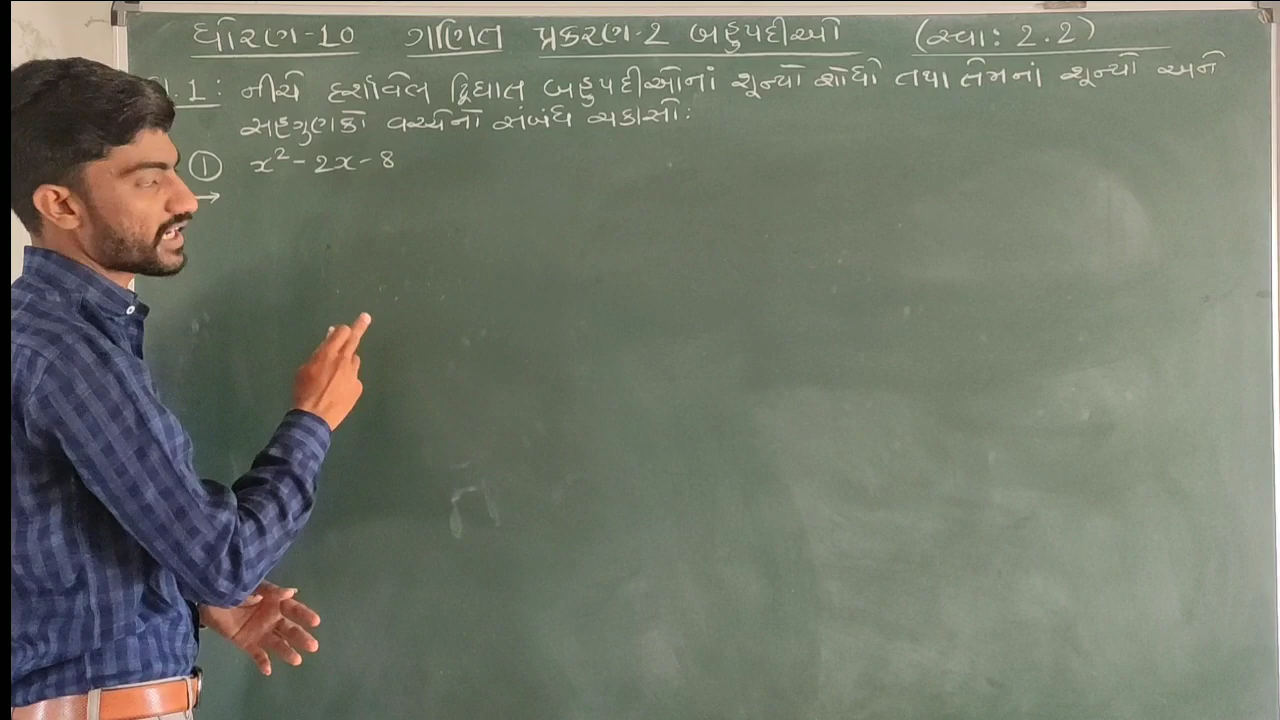 ધોરણ-10 ગણિત પ્રકરણ-2 બહુપદીઓ (સ્વા: 2.2)
.1 : નીચે દર્શાવેલ દ્વિઘાત બહુપદીઓનાં શૂન્યો શોધો તથા તેમનાં શૂન્યો અને
સહગુણકો વચ્ચેનો સંબંધ ચકાસો:
① x² - 2x - 8
→